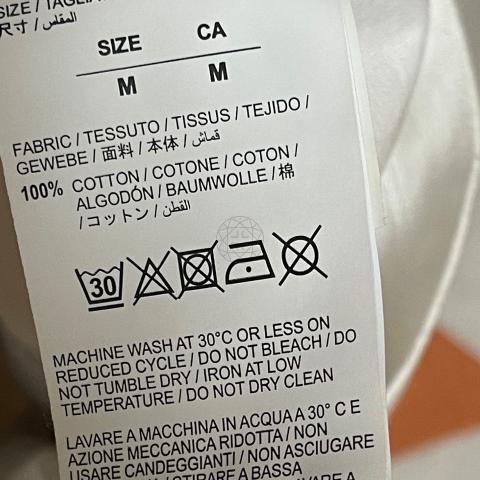 SIZE / TAGLIA
尺寸 / المقاس
SIZE CA
M M
FABRIC / TESSUTO / TISSUS / TEJIDO /
GEWEBE / 面料 / 本体 / قماش
100% COTTON / COTONE / COTON /
ALGODÓN / BAUMWOLLE / 棉
/ コットン / القطن
30
MACHINE WASH AT 30°C OR LESS ON
REDUCED CYCLE / DO NOT BLEACH / DO
NOT TUMBLE DRY / IRON AT LOW
TEMPERATURE / DO NOT DRY CLEAN
LAVARE A MACCHINA IN ACQUA A 30° C E
AZIONE MECCANICA RIDOTTA / NON
USARE CANDEGGIANTI / NON ASCIUGARE
/ STIRARE A BASSA
LAVARE A